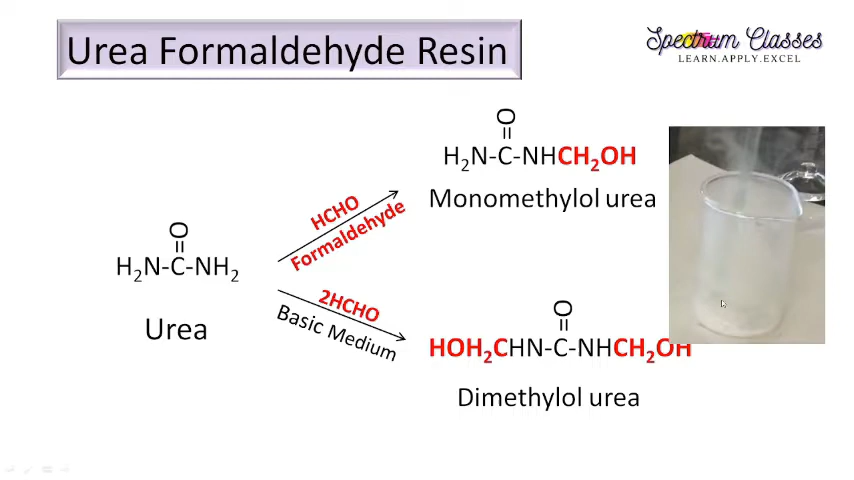 Urea Formaldehyde Resin
Spectrum Classes
LEARN.APPLY.EXCEL
O
=
H₂N-C-NHCH₂OH
Monomethylol urea
HCHO
Formaldehyde
O
=
H₂N-C-NH₂
Urea
2HCHO
Basic Medium
O
=
HOH₂CHN-C-NHCH₂OH
Dimethylol urea